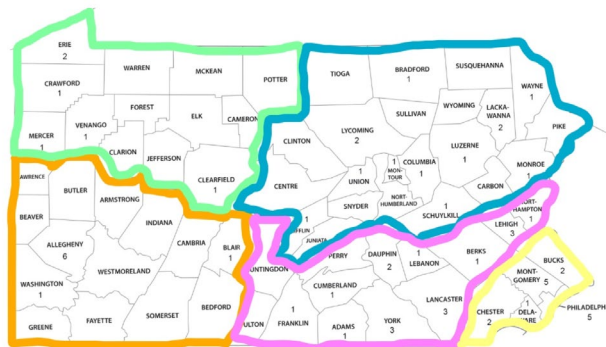 ERIE
2
CRAWFORD
1
WARREN
MCKEAN
POTTER
FOREST
VENANGO
1
ELK
CAMERON
MERCER
1
CLARION
JEFFERSON
CLEARFIELD
1
TIOGA
BRADFORD
1
SUSQUEHANNA
WAYNE
1
WYOMING
LACKA-
WANNA
2
SULLIVAN
PIKE
LYCOMING
2
CLINTON
LUZERNE
1
COLUMBIA
1
1
MON-
TOUR
MONROE
1
CENTRE
UNION
1
CARBON
NORT-
HUMBERLAND
SNYDER
1
SCHUYLKILL
IFFLIN
1
JUNIATA
AWRENCE
BUTLER
ARMSTRONG
BEAVER
INDIANA
ALLEGHENY
6
CAMBRIA
BLAIR
1
WESTMORELAND
WASHINGTON
1
GREENE
FAYETTE
SOMERSET
BEDFORD
UNTINGDON
PERRY
DAUPHIN
2
1
LEBANON
BERKS
1
LEHIGH
3
ORT-
HAMPTON
1
CUMBERLAND
1
ULTON
1
FRANKLIN
ADAMS
1
YORK
3
LANCASTER
3
BUCKS
2
MONT-
GOMERY
5
CHESTER
2
DELA-
WARE
PHILADELPH
5